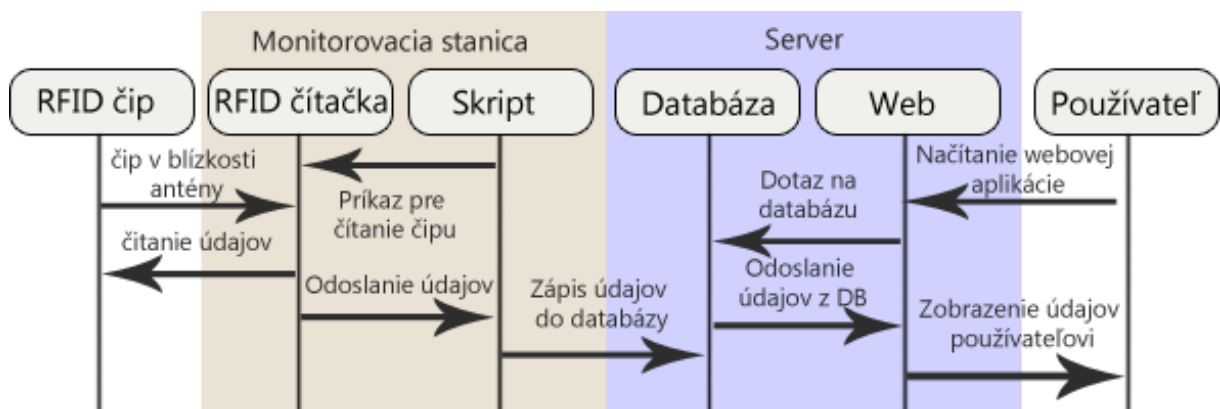 Monitorovacia stanica
Server
RFID čip
RFID čítačka
Skript
Databáza
Web
Používateľ
čip v blízkosti
antény
Príkaz pre
čítanie čipu
čitanie údajov
Odoslanie údajov
Zápis údajov
do databázy
Dotaz na
databázu
Odoslanie
údajov z DB
Načítanie webovej
aplikácie
Zobrazenie údajov
používateľovi